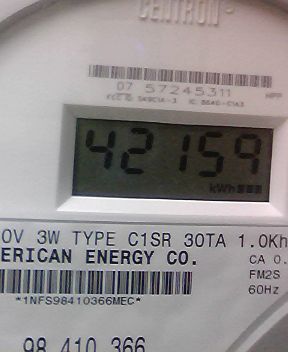 CENTRON®
07 57245311
42159
kWh
0V 3W TYPE C1SR 30TA 1.0Kh
ERICAN ENERGY CO.
CA 0.
FM2S
60Hz
*1NFS98410366MEC*
98 410 366